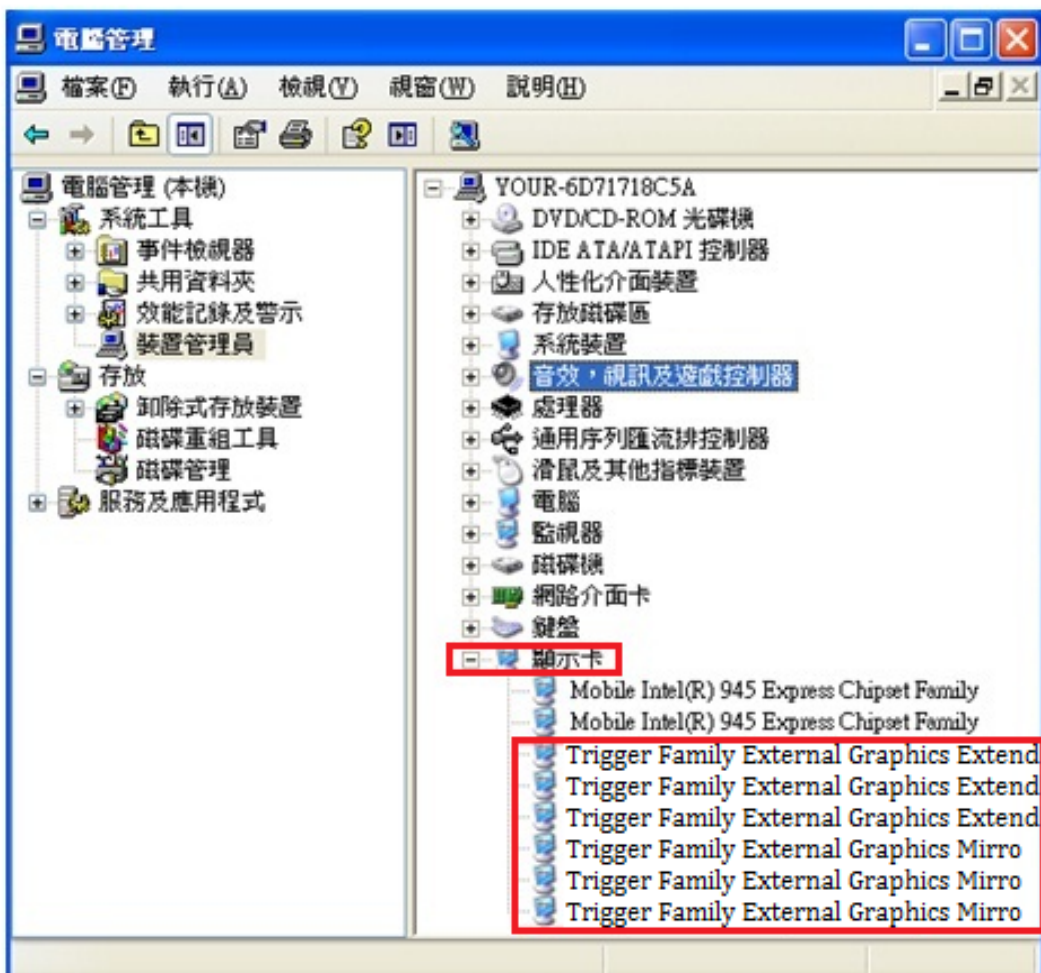 電腦管理
檔案(F) 執行(A) 檢視(V) 視窗(W) 說明(H)
電腦管理 (本機)
系統工具
事件檢視器
共用資料夾
效能記錄及警示
裝置管理員
存放
卸除式存放裝置
磁碟重組工具
磁碟管理
服務及應用程式
YOUR-6D71718C5A
DVD/CD-ROM 光碟機
IDE ATA/ATAPI 控制器
人性化介面裝置
存放磁碟區
系統裝置
音效，視訊及遊戲控制器
處理器
通用序列匯流排控制器
滑鼠及其他指標裝置
電腦
監視器
磁碟機
網路介面卡
鍵盤
顯示卡
Mobile Intel(R) 945 Express Chipset Family
Mobile Intel(R) 945 Express Chipset Family
Trigger Family External Graphics Extend
Trigger Family External Graphics Extend
Trigger Family External Graphics Extend
Trigger Family External Graphics Mirro
Trigger Family External Graphics Mirro
Trigger Family External Graphics Mirro